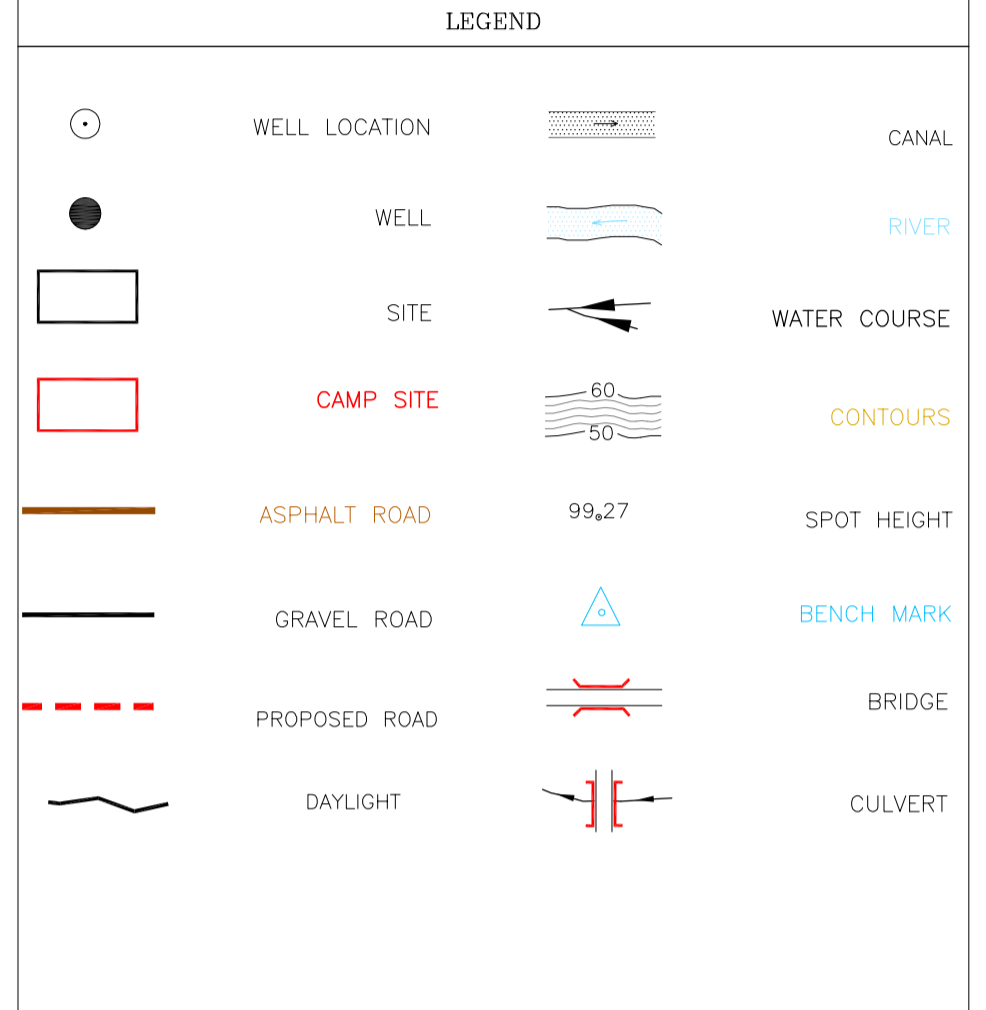 LEGEND
WELL LOCATION
CANAL
WELL
RIVER
SITE
WATER COURSE
CAMP SITE
60
50
CONTOURS
ASPHALT ROAD
99.27
SPOT HEIGHT
GRAVEL ROAD
BENCH MARK
PROPOSED ROAD
BRIDGE
DAYLIGHT
CULVERT